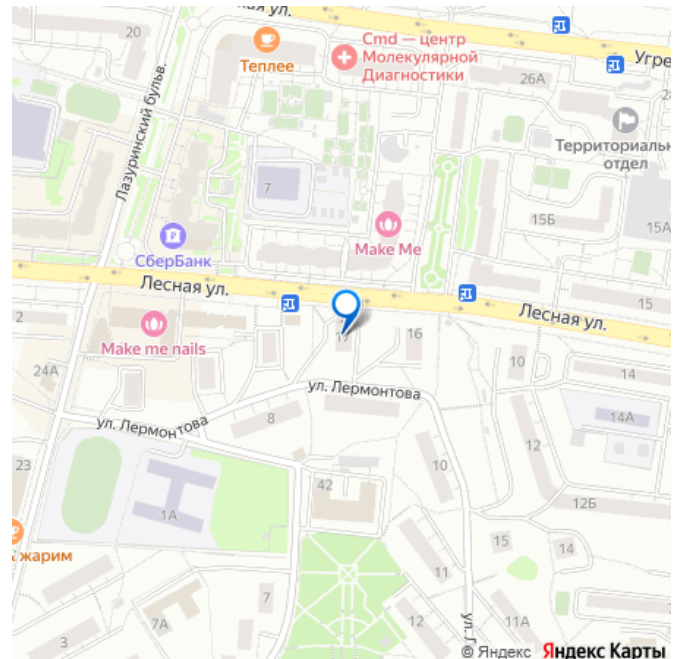 ная ул.
20
Теплее
Cmd — центр
Молекулярной
Диагностики
26А
Угре
Лазуринский бульв.
Территориальн
отдел
7
15Б
15А
Make Me
СберБанк
Лесная ул.
Лесная ул.
15
2
Make me nails
17
16
10
14
24А
ул. Лермонтова
ул. Лермонтова
8
14А
12
10
23
42
12Б
1А
жарим
15
14
11
7
7А
12
11А
3
ул. Г
© Яндекс Яндекс Карты